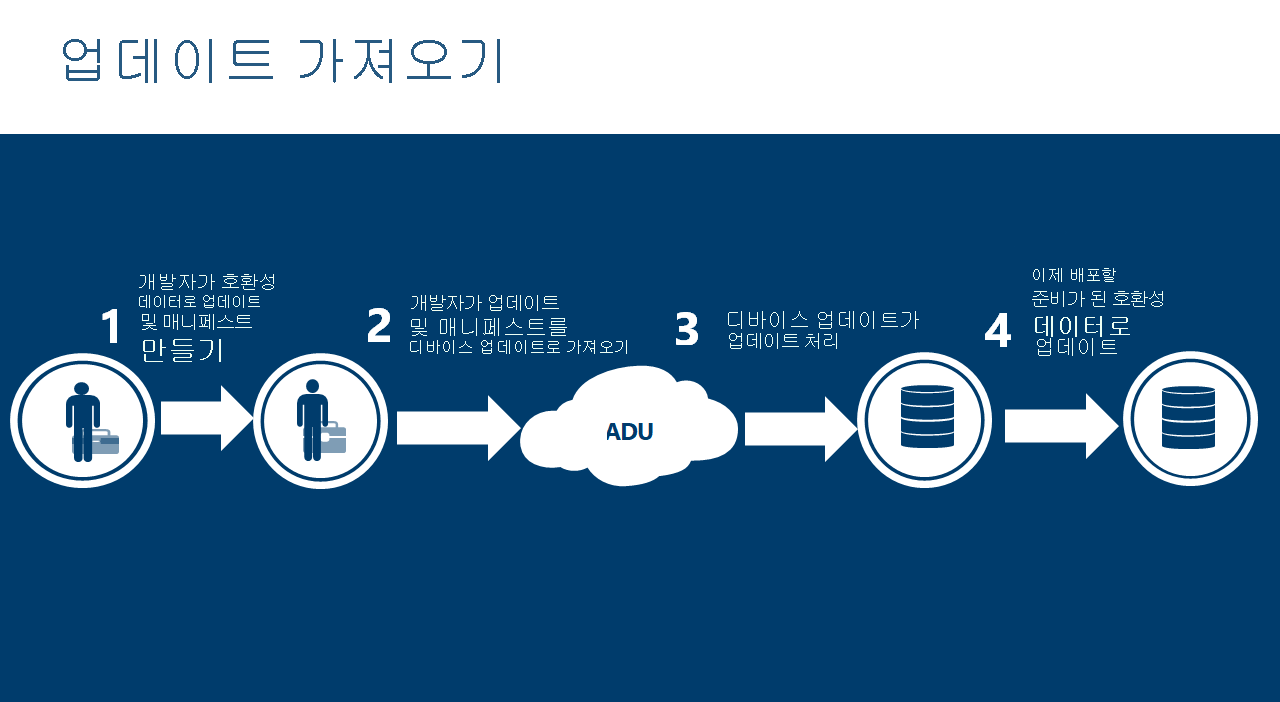 업데이트 가져오기
1
개발자가 호환성
데이터로 업데이트
및 매니페스트
만들기
2
개발자가 업데이트
및 매니페스트를
디바이스 업데이트로 가져오기
3
디바이스 업데이트가
업데이트 처리
4
이제 배포할
준비가 된 호환성
데이터로
업데이트
ADU